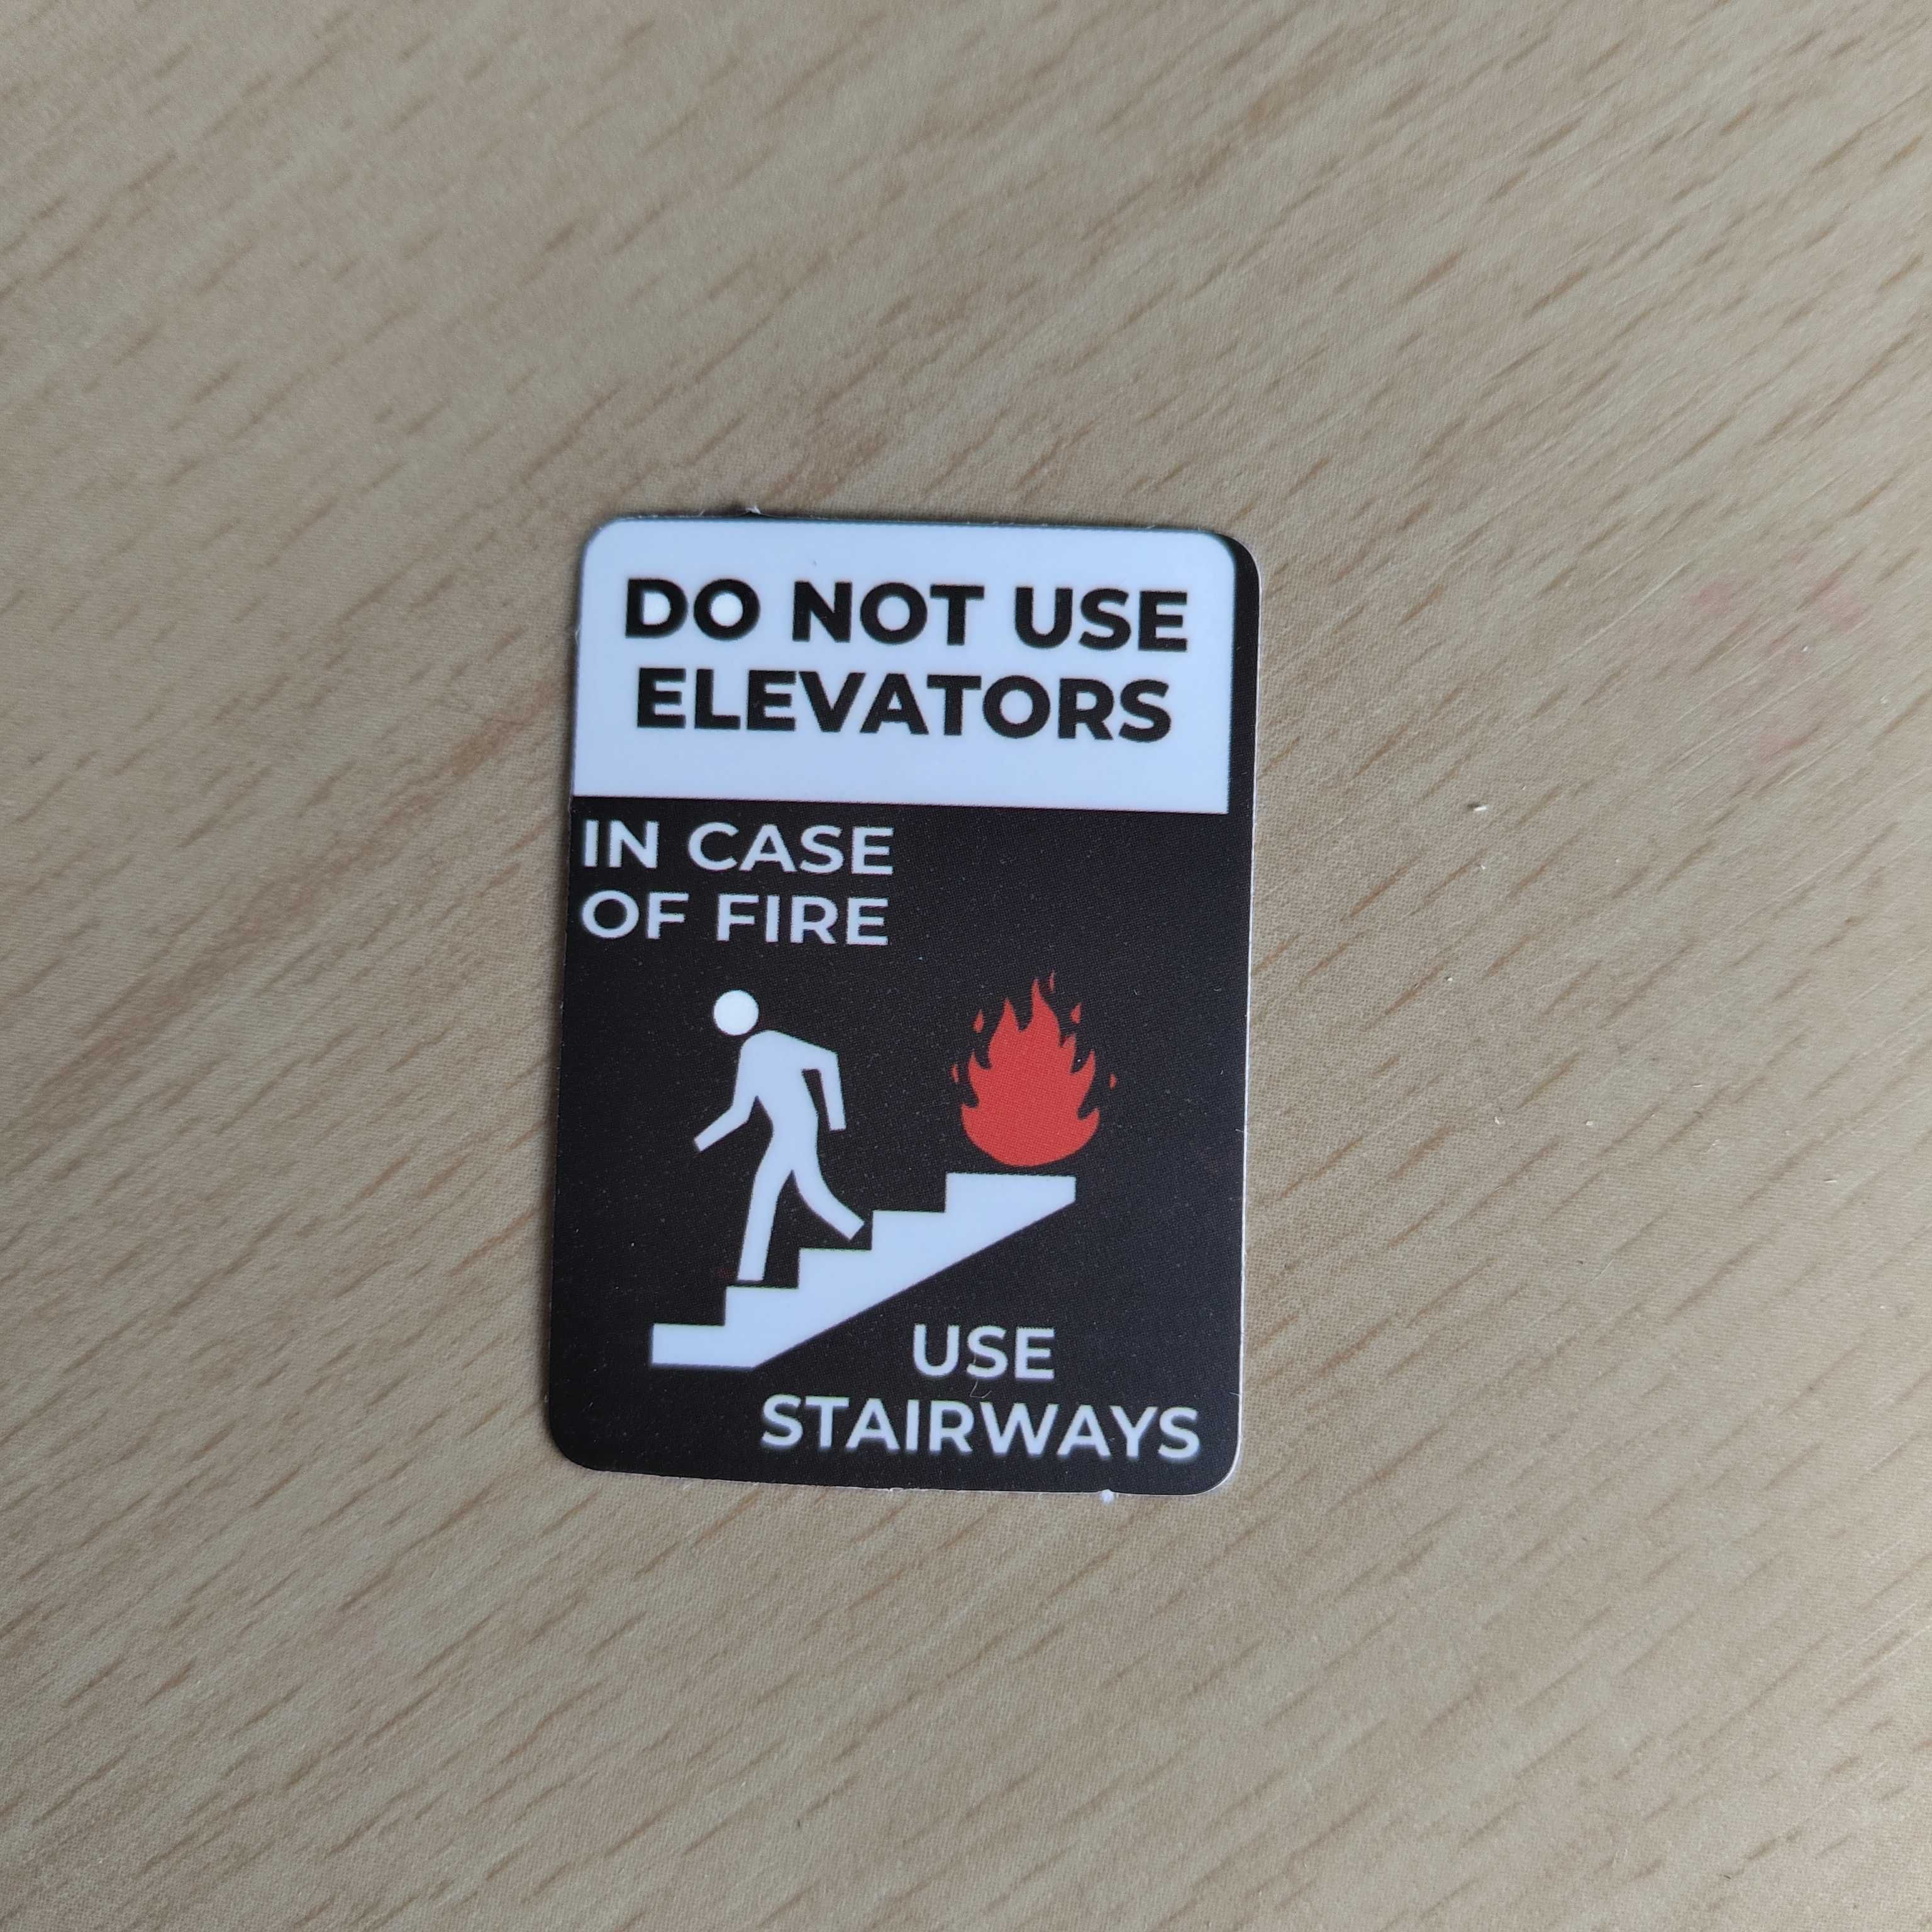 DO NOT USE
ELEVATORS
IN CASE
OF FIRE
USE
STAIRWAYS